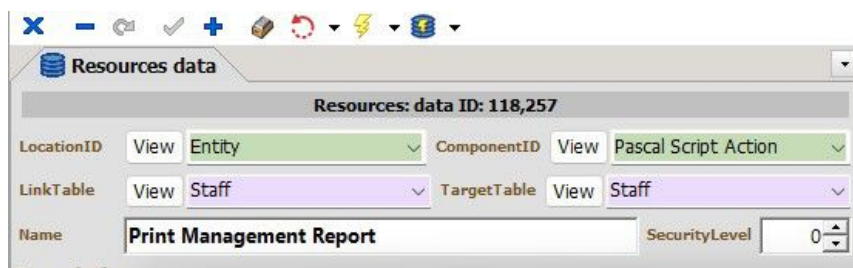 Resources data
Resources: data ID: 118,257
LocationID View Entity ComponentID View Pascal Script Action
LinkTable View Staff TargetTable View Staff
Name Print Management Report SecurityLevel 0